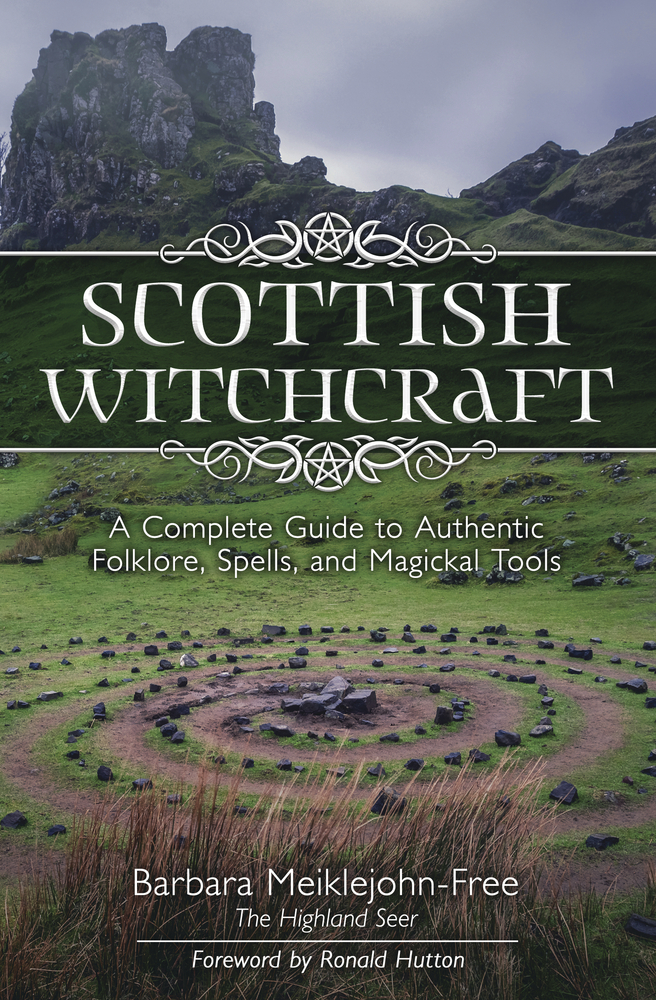 SCOTTISH
WITCHCRAFT
A Complete Guide to Authentic
Folklore, Spells, and Magickal Tools
Barbara Meiklejohn-Free
The Highland Seer
Foreword by Ronald Hutton